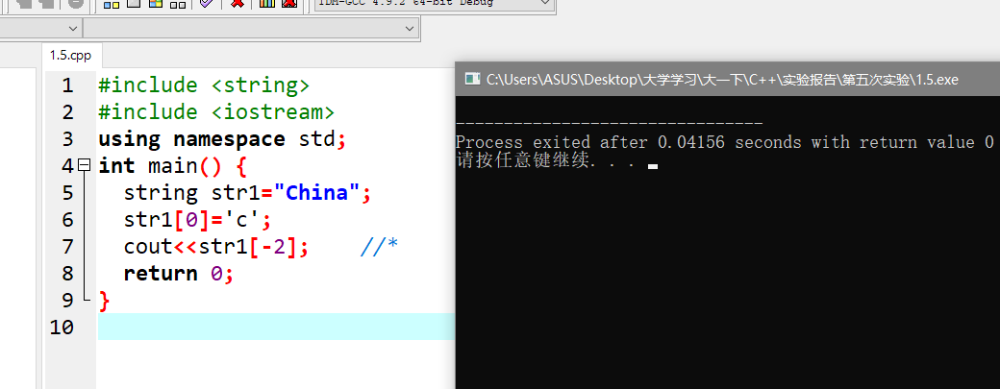 TDM-GCC 4.9.2 64-bit Debug
1.5.cpp
1 #include <string>
2 #include <iostream>
3 using namespace std;
4 int main() {
5 string str1="China";
6 str1[0]='c';
7 cout<<str1[-2]; //*
8 return 0;
9 }
10
C:\Users\ASUS\Desktop\大学学习\大一下\C++\实验报告\第五次实验\1.5.exe
--------------------------------
Process exited after 0.04156 seconds with return value 0
请按任意键继续. . .